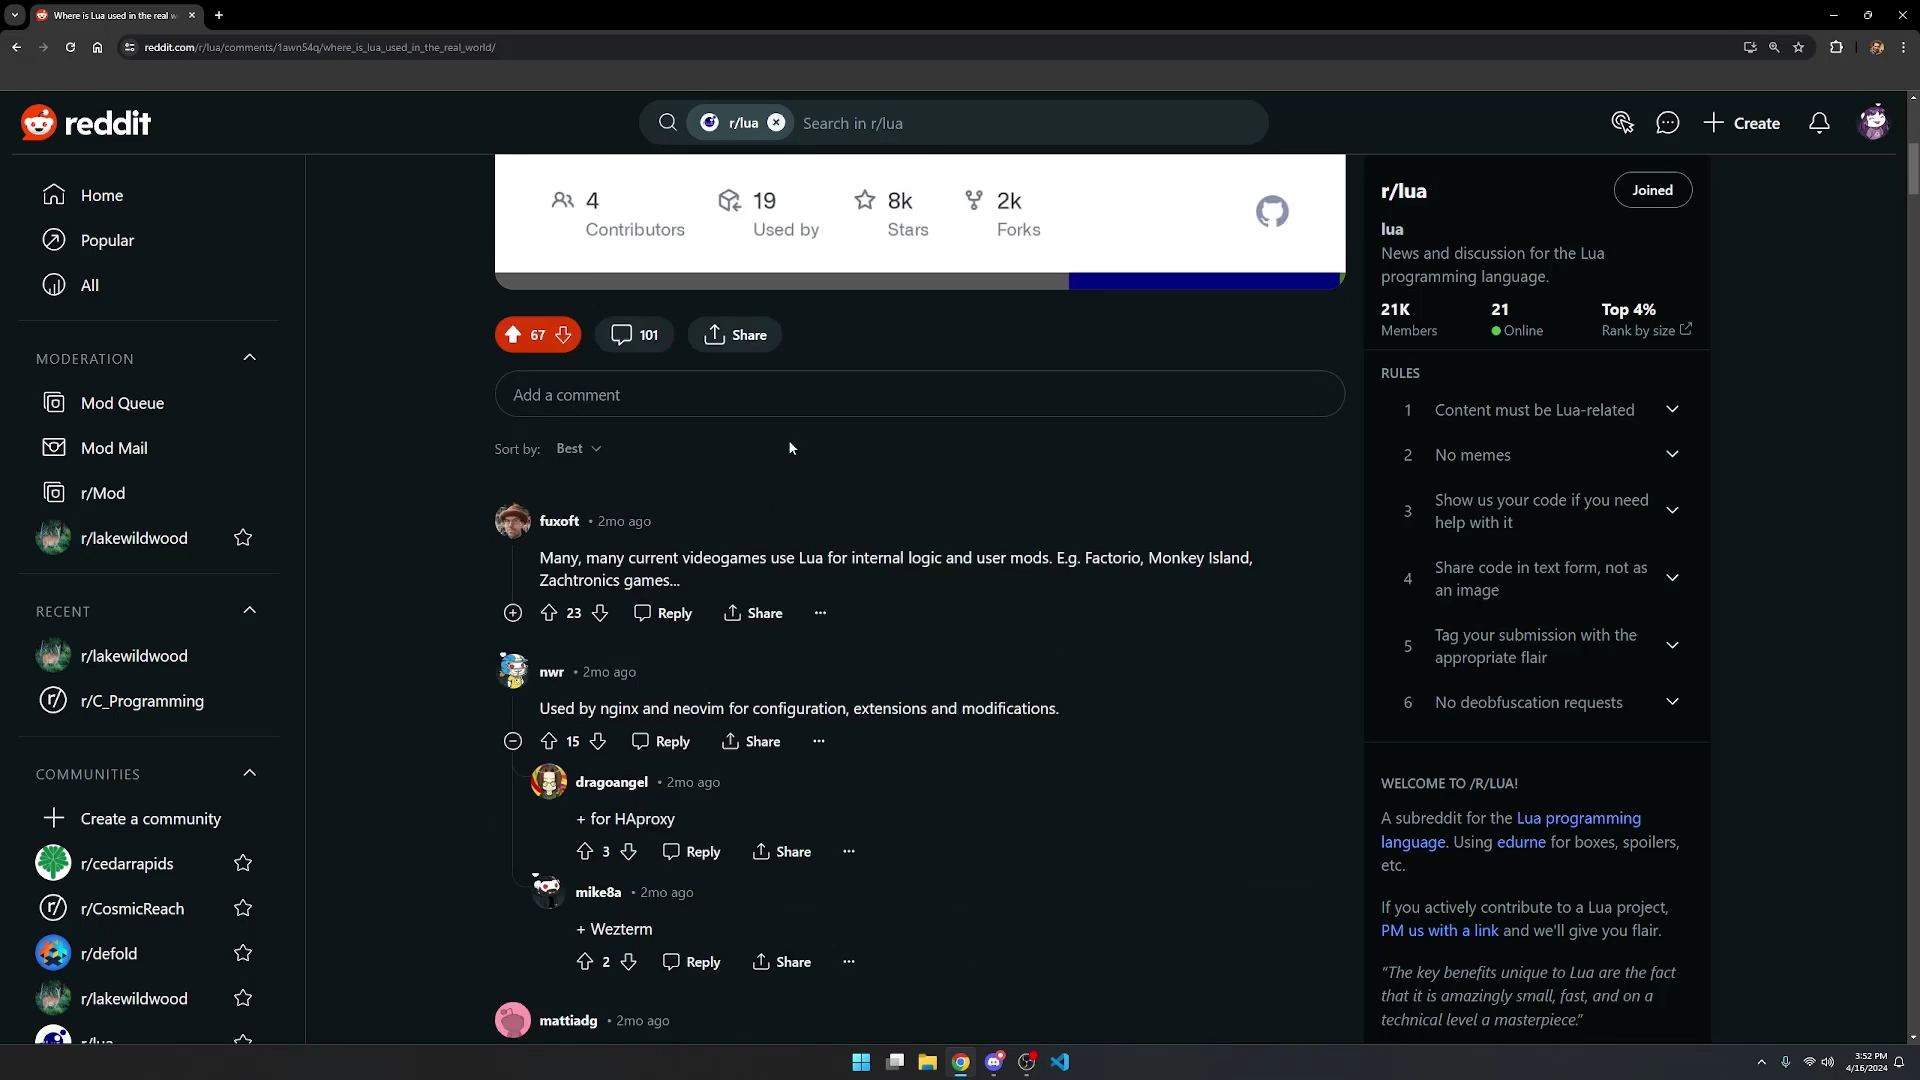 Where is Lua used in the real w
reddit.com/r/lua/comments/1awn54q/where_is_lua_used_in_the_real_world/
reddit
r/lua
Search in r/lua
Create
Home
Popular
All
MODERATION
Mod Queue
Mod Mail
r/Mod
r/lakewildwood
RECENT
r/lakewildwood
r/C_Programming
COMMUNITIES
Create a community
r/cedarrapids
r/CosmicReach
r/defold
r/lakewildwood
r/lua
4
Contributors
19
Used by
8k
Stars
2k
Forks
67
101
Share
Add a comment
Sort by: Best
fuxoft • 2mo ago
Many, many current videogames use Lua for internal logic and user mods. E.g. Factorio, Monkey Island,
Zachtronics games...
23 Reply Share
nwr • 2mo ago
Used by nginx and neovim for configuration, extensions and modifications.
15 Reply Share
dragoangel • 2mo ago
+ for HAproxy
3 Reply Share
mike8a • 2mo ago
+ Wezterm
2 Reply Share
mattiadg • 2mo ago
r/lua
Joined
lua
News and discussion for the Lua
programming language.
21K
Members
21
Online
Top 4%
Rank by size
RULES
1 Content must be Lua-related
2 No memes
3 Show us your code if you need
help with it
4 Share code in text form, not as
an image
5 Tag your submission with the
appropriate flair
6 No deobfuscation requests
WELCOME TO /R/LUA!
A subreddit for the Lua programming
language. Using edurne for boxes, spoilers,
etc.
If you actively contribute to a Lua project,
PM us with a link and we'll give you flair.
"The key benefits unique to Lua are the fact
that it is amazingly small, fast, and on a
technical level a masterpiece."
3:52 PM
4/16/2024